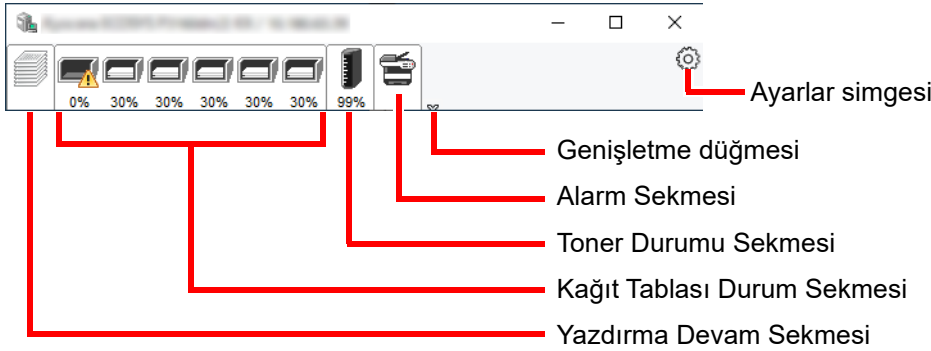 0% 30% 30% 30% 30% 30% 99%
Ayarlar simgesi
Genişletme düğmesi
Alarm Sekmesi
Toner Durumu Sekmesi
Kağıt Tablası Durum Sekmesi
Yazdırma Devam Sekmesi